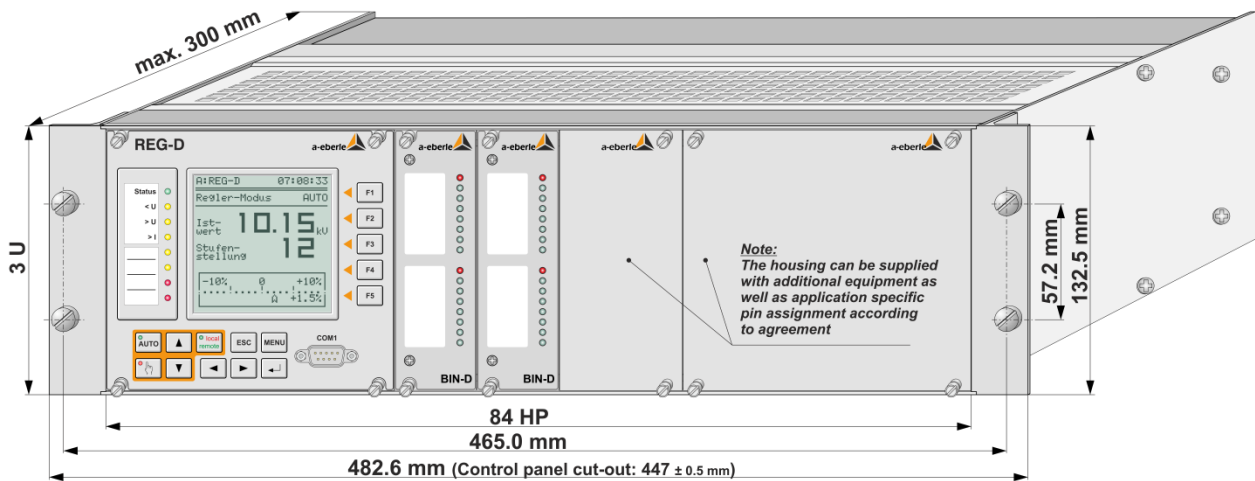 max. 300 mm
REG-D
a-eberle
a-eberle
a-eberle
a-eberle
a-eberle
Status
< U
> U
> I
A:REG-D 07:08:33
Regler-Modus AUTO
Ist-
wert 10.15 kV
Stufen-
stellung 12
-10% 0 +10%
A +1.5%
F1
F2
F3
F4
F5
AUTO
local
remote
ESC
MENU
COM1
BIN-D
BIN-D
Note:
The housing can be supplied
with additional equipment as
well as application specific
pin assignment according
to agreement
3 U
57.2 mm
132.5 mm
84 HP
465.0 mm
482.6 mm (Control panel cut-out: 447 ± 0.5 mm)